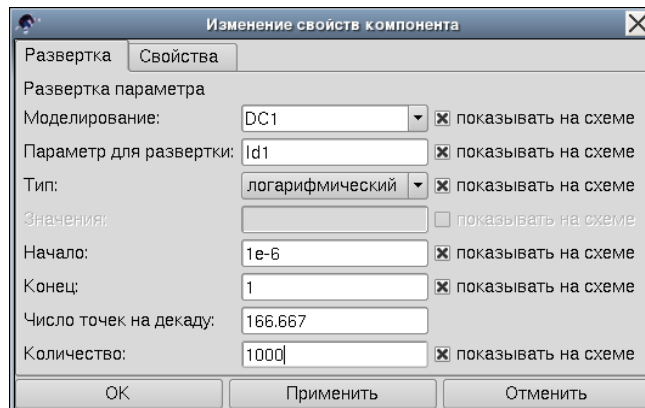 Изменение свойств компонента
Развертка Свойства
Развертка параметра
Моделирование: DC1 показывать на схеме
Параметр для развертки: Id1 показывать на схеме
Тип: логарифмический показывать на схеме
Значения: показывать на схеме
Начало: 1e-6 показывать на схеме
Конец: 1 показывать на схеме
Число точек на декаду: 166.667
Количество: 1000 показывать на схеме
OK Применить Отменить